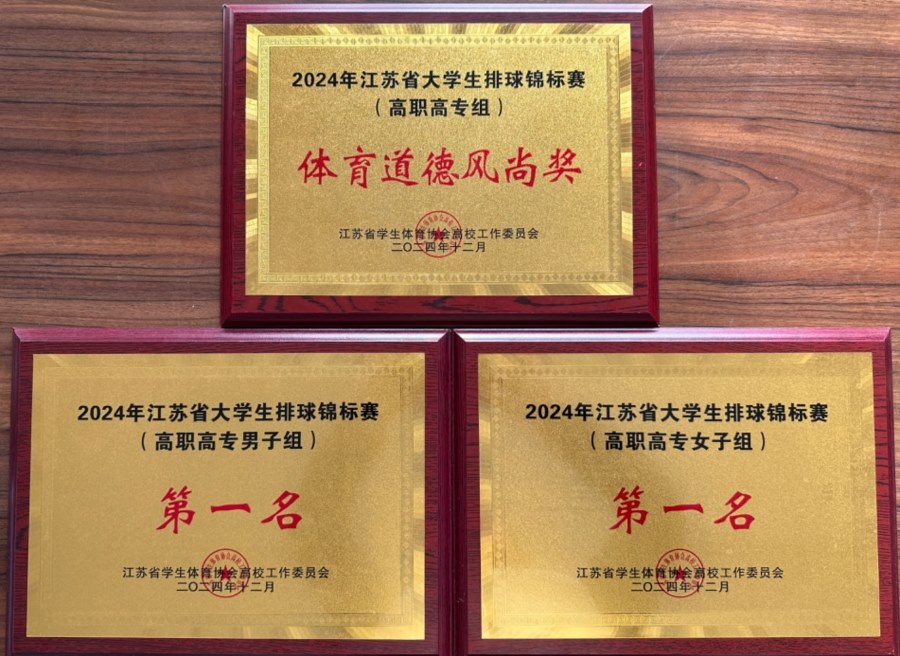 2024年江苏省大学生排球锦标赛
（高职高专组）
体育道德风尚奖
江苏省学生体育协会高校工作委员会
二〇二四年十二月
2024年江苏省大学生排球锦标赛
（高职高专男子组）
第一名
江苏省学生体育协会高校工作委员会
二〇二四年十二月
2024年江苏省大学生排球锦标赛
（高职高专女子组）
第一名
江苏省学生体育协会高校工作委员会
二〇二四年十二月